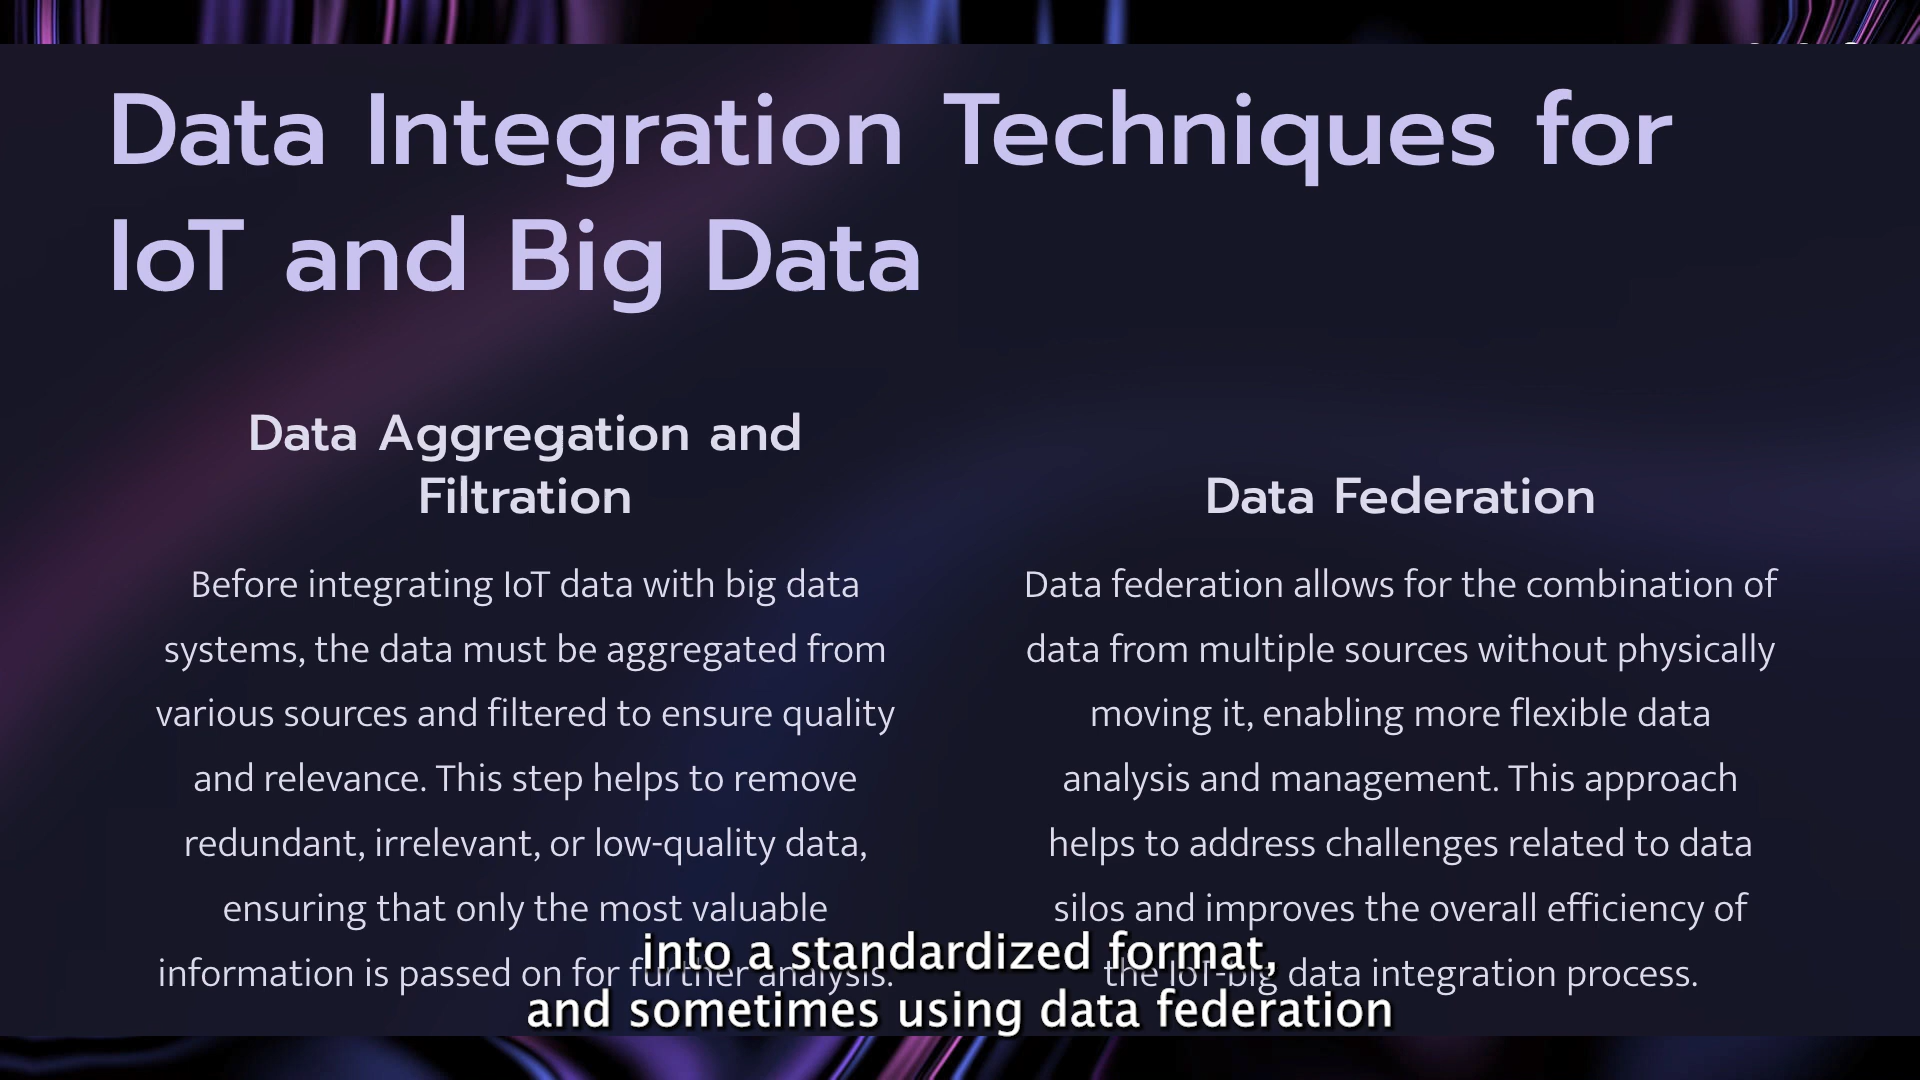 Data Integration Techniques for
IoT and Big Data
Data Aggregation and
Filtration
Before integrating IoT data with big data
systems, the data must be aggregated from
various sources and filtered to ensure quality
and relevance. This step helps to remove
redundant, irrelevant, or low-quality data,
ensuring that only the most valuable
information is passed on for further analysis.
Data Federation
Data federation allows for the combination of
data from multiple sources without physically
moving it, enabling more flexible data
analysis and management. This approach
helps to address challenges related to data
silos and improves the overall efficiency of
the IoT-big data integration process.
into a standardized format,
and sometimes using data federation